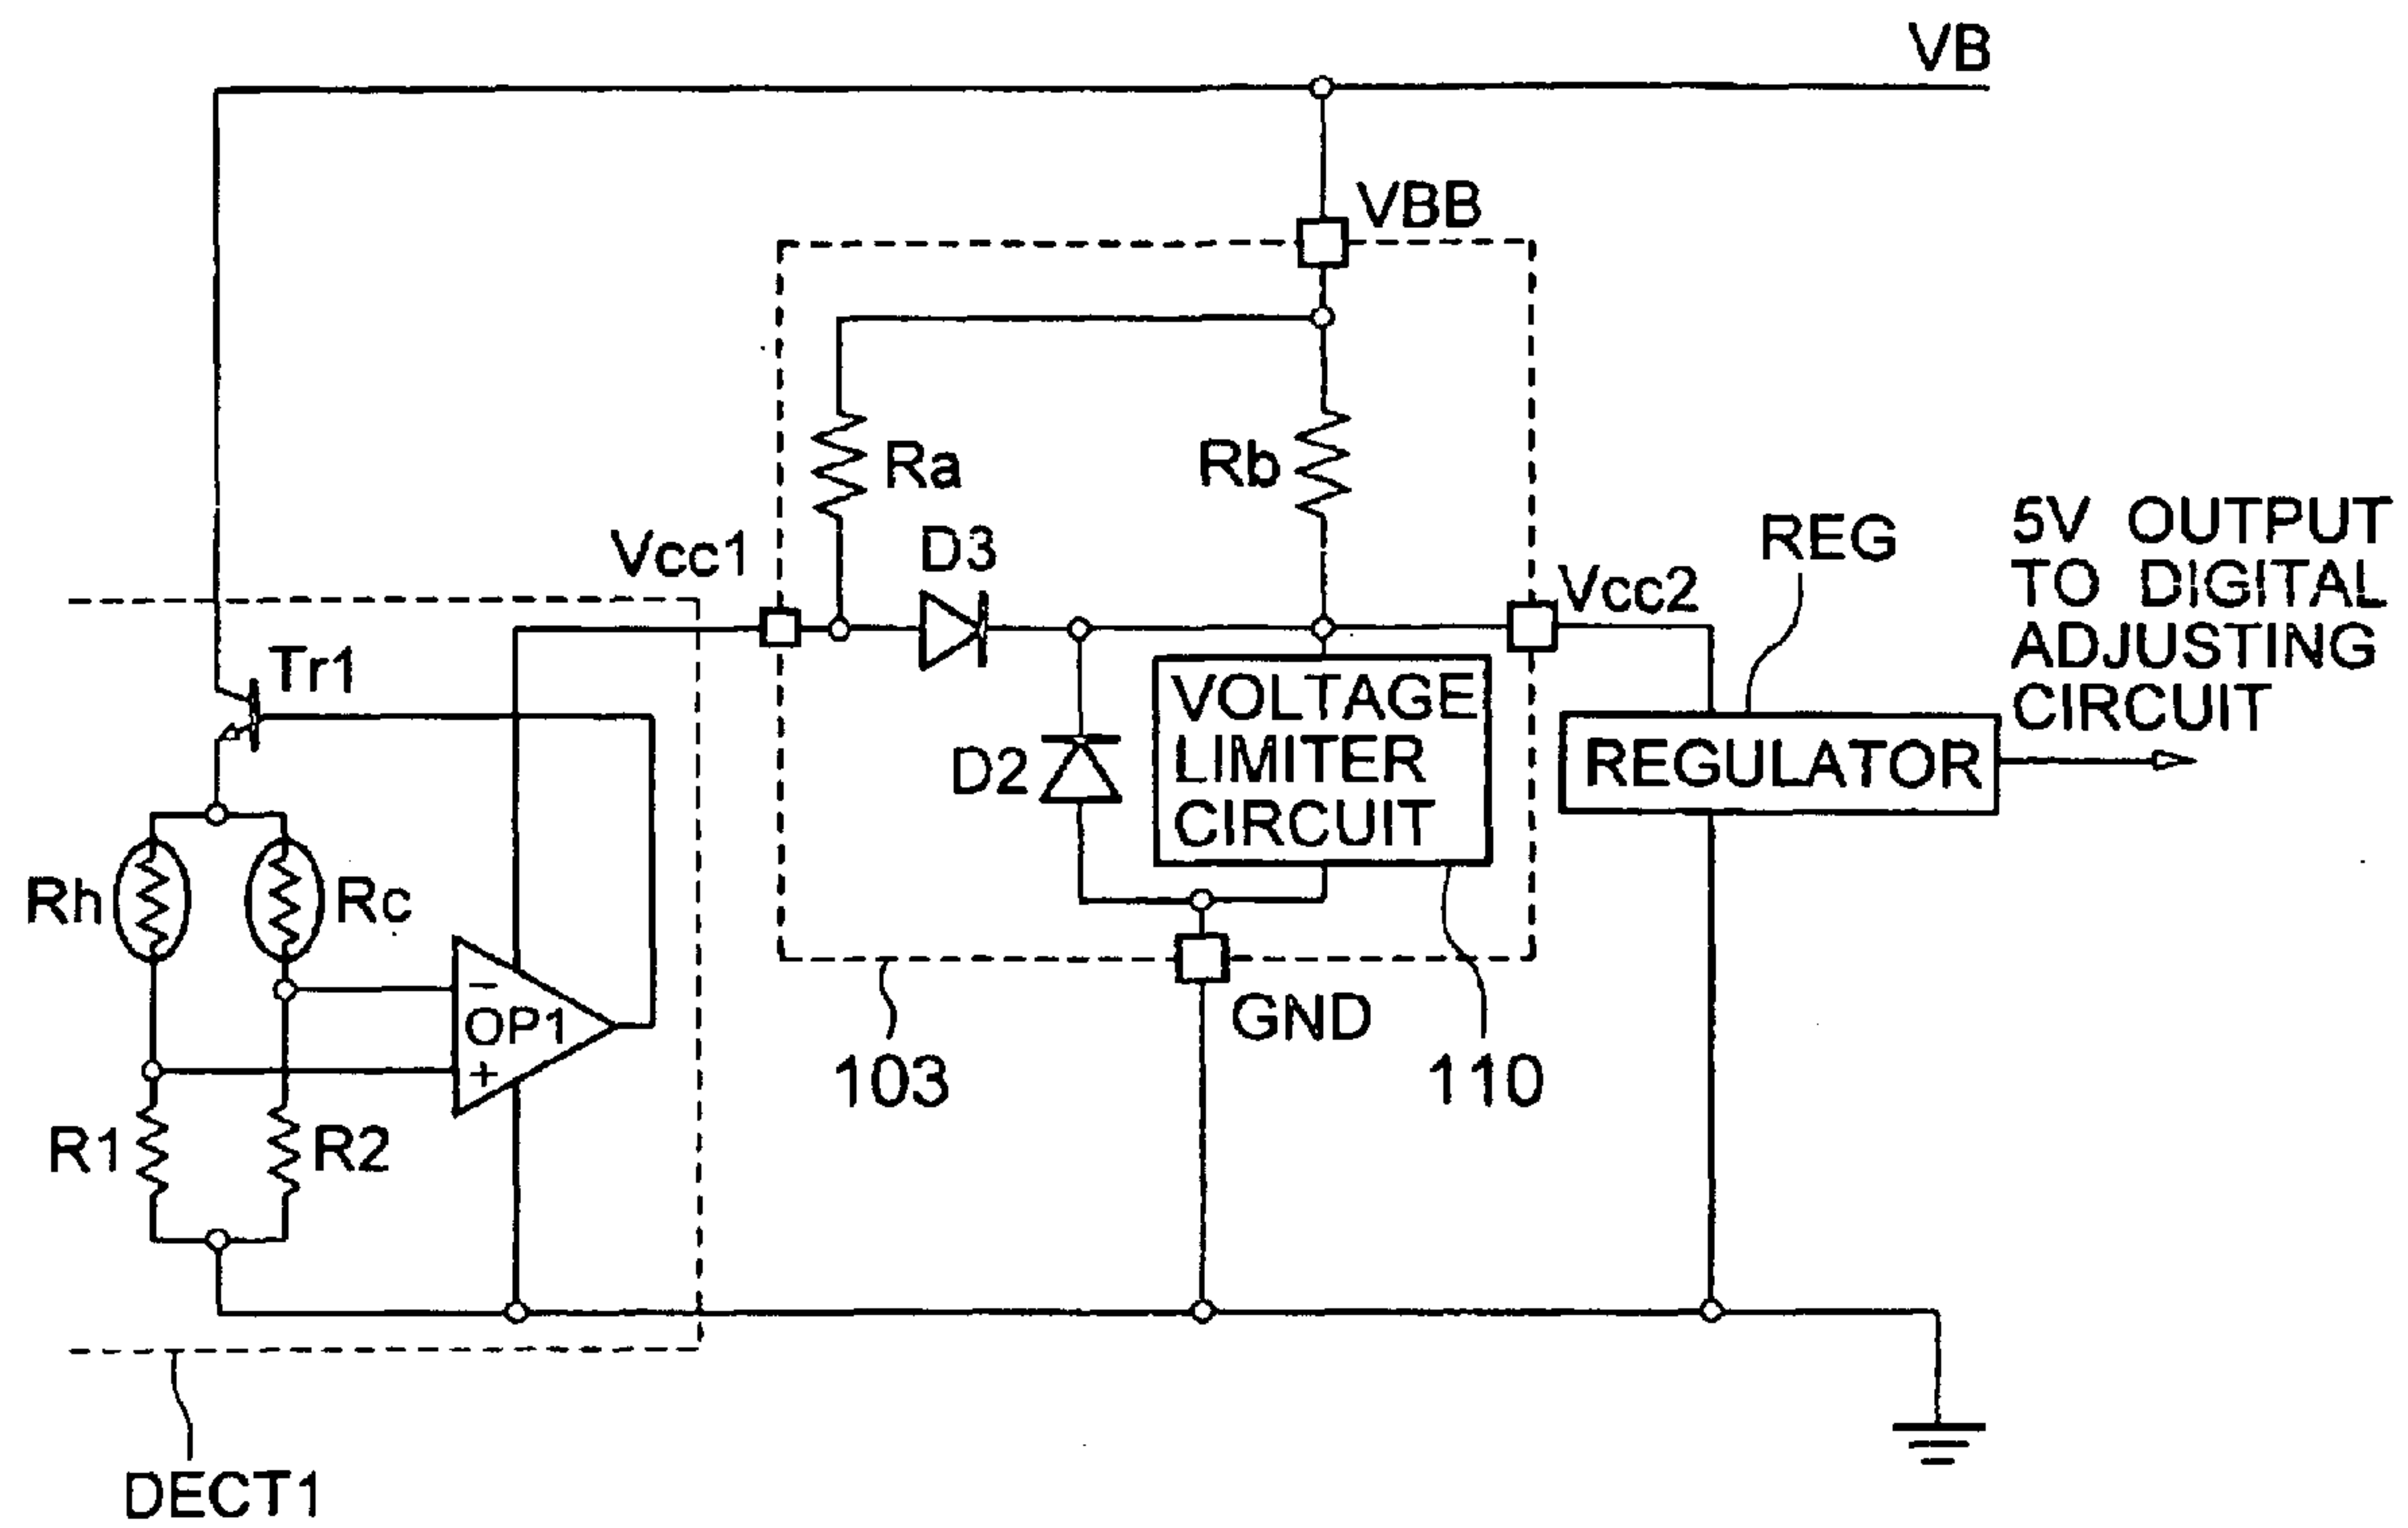 VB
VBB
Ra
Rb
Vcc1
D3
Vcc2
REG
5V OUTPUT
TO DIGITAL
ADJUSTING
CIRCUIT
Tr1
VOLTAGE
LIMITER
CIRCUIT
D2
REGULATOR
Rh
Rc
−
OP1
+
GND
103
110
R1
R2
DECT1